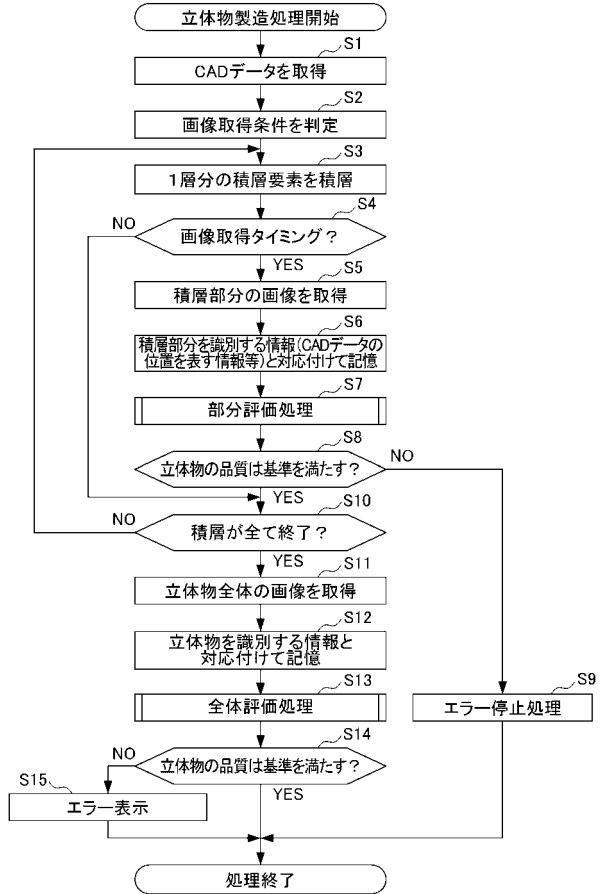 立体物製造処理開始
S1
CADデータを取得
S2
画像取得条件を判定
S3
1層分の積層要素を積層
S4
NO
画像取得タイミング？
YES
S5
積層部分の画像を取得
S6
積層部分を識別する情報(CADデータの
位置を表す情報等)と対応付けて記憶
S7
部分評価処理
S8
立体物の品質は基準を満たす？
NO
YES
S10
NO
積層が全て終了？
YES
S11
立体物全体の画像を取得
S12
立体物を識別する情報と
対応付けて記憶
S13
全体評価処理
S9
エラー停止処理
S14
NO
立体物の品質は基準を満たす？
S15
エラー表示
YES
処理終了